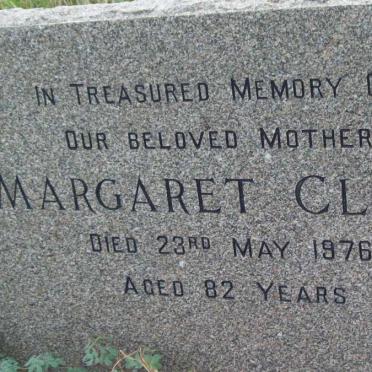 IN TREASURED MEMORY
OUR BELOVED MOTHER
MARGARET
DIED 23RD MAY 1976
AGED 82 YEARS